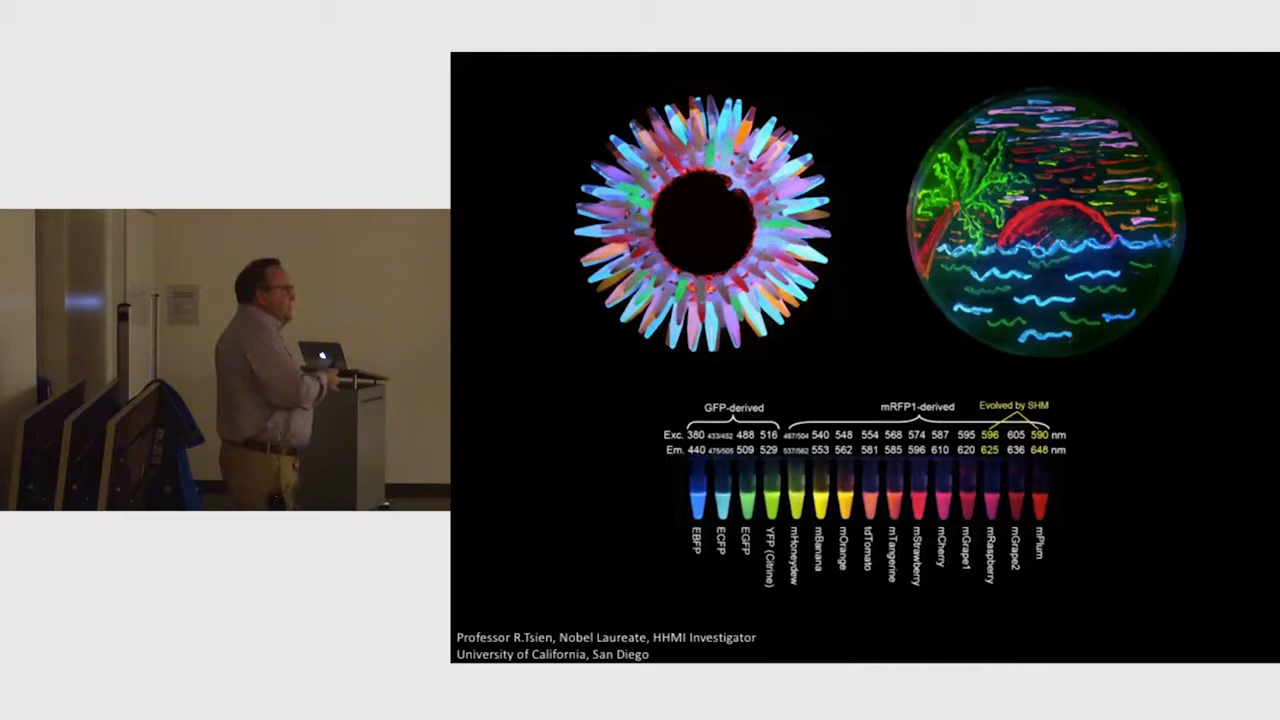 GFP-derived
mRFP1-derived
Evolved by SHM
Exc. 380 433/452 488 516 487/504 540 548 554 568 574 587 595 596 605 590 nm
Em. 440 475/505 509 529 537/562 553 562 581 585 596 610 620 625 636 648 nm
EBFP
ECFP
EGFP
YFP (Citrine)
mHoneydew
mBanana
mOrange
tdTomato
mTangerine
mStrawberry
mCherry
mGrape1
mRaspberry
mGrape2
mPlum
Professor R.Tsien, Nobel Laureate, HHMI Investigator
University of California, San Diego